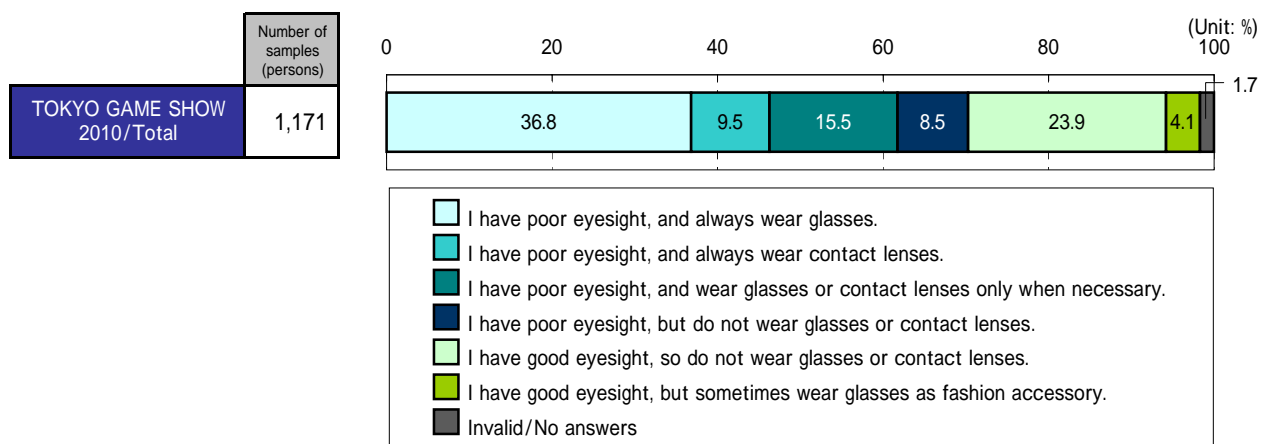 Number of
samples
(persons)
(Unit: %)
0 20 40 60 80 100
TOKYO GAME SHOW
2010/Total
1,171
36.8 9.5 15.5 8.5 23.9 4.1 1.7
I have poor eyesight, and always wear glasses.
I have poor eyesight, and always wear contact lenses.
I have poor eyesight, and wear glasses or contact lenses only when necessary.
I have poor eyesight, but do not wear glasses or contact lenses.
I have good eyesight, so do not wear glasses or contact lenses.
I have good eyesight, but sometimes wear glasses as fashion accessory.
Invalid/No answers